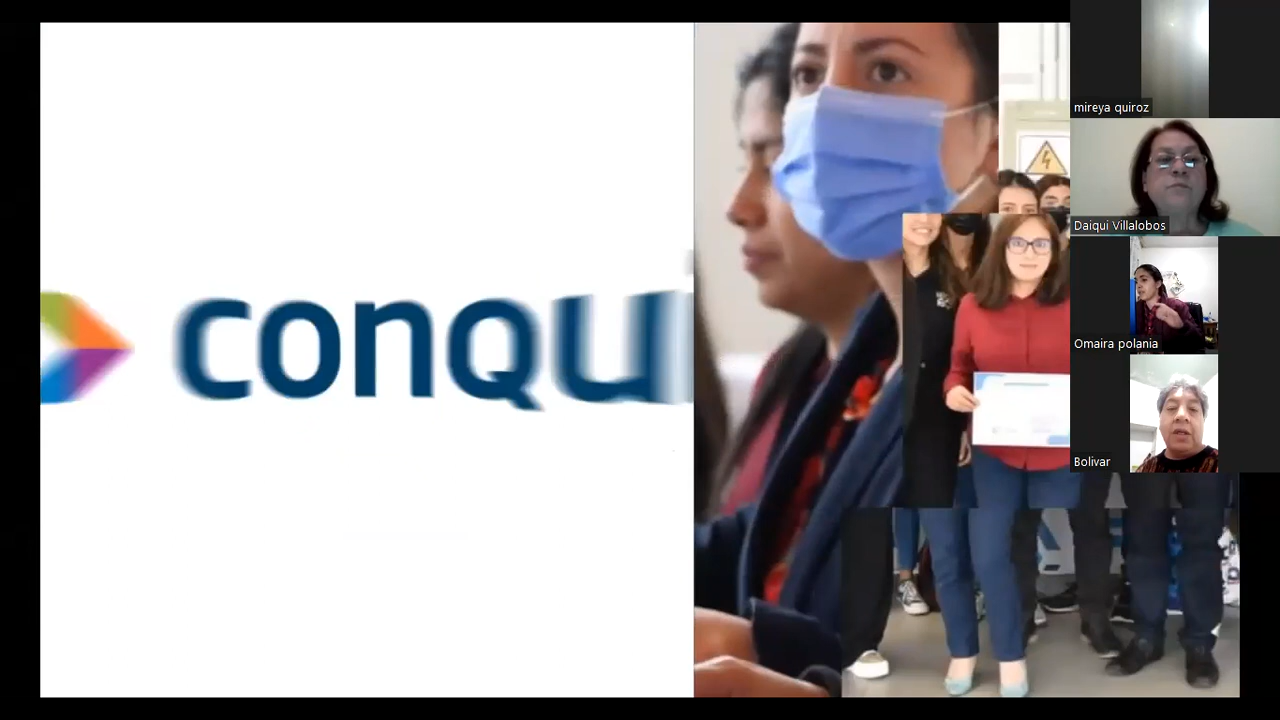 conqu
mireya quiroz
Daiqui Villalobos
Omaira polania
Bolivar